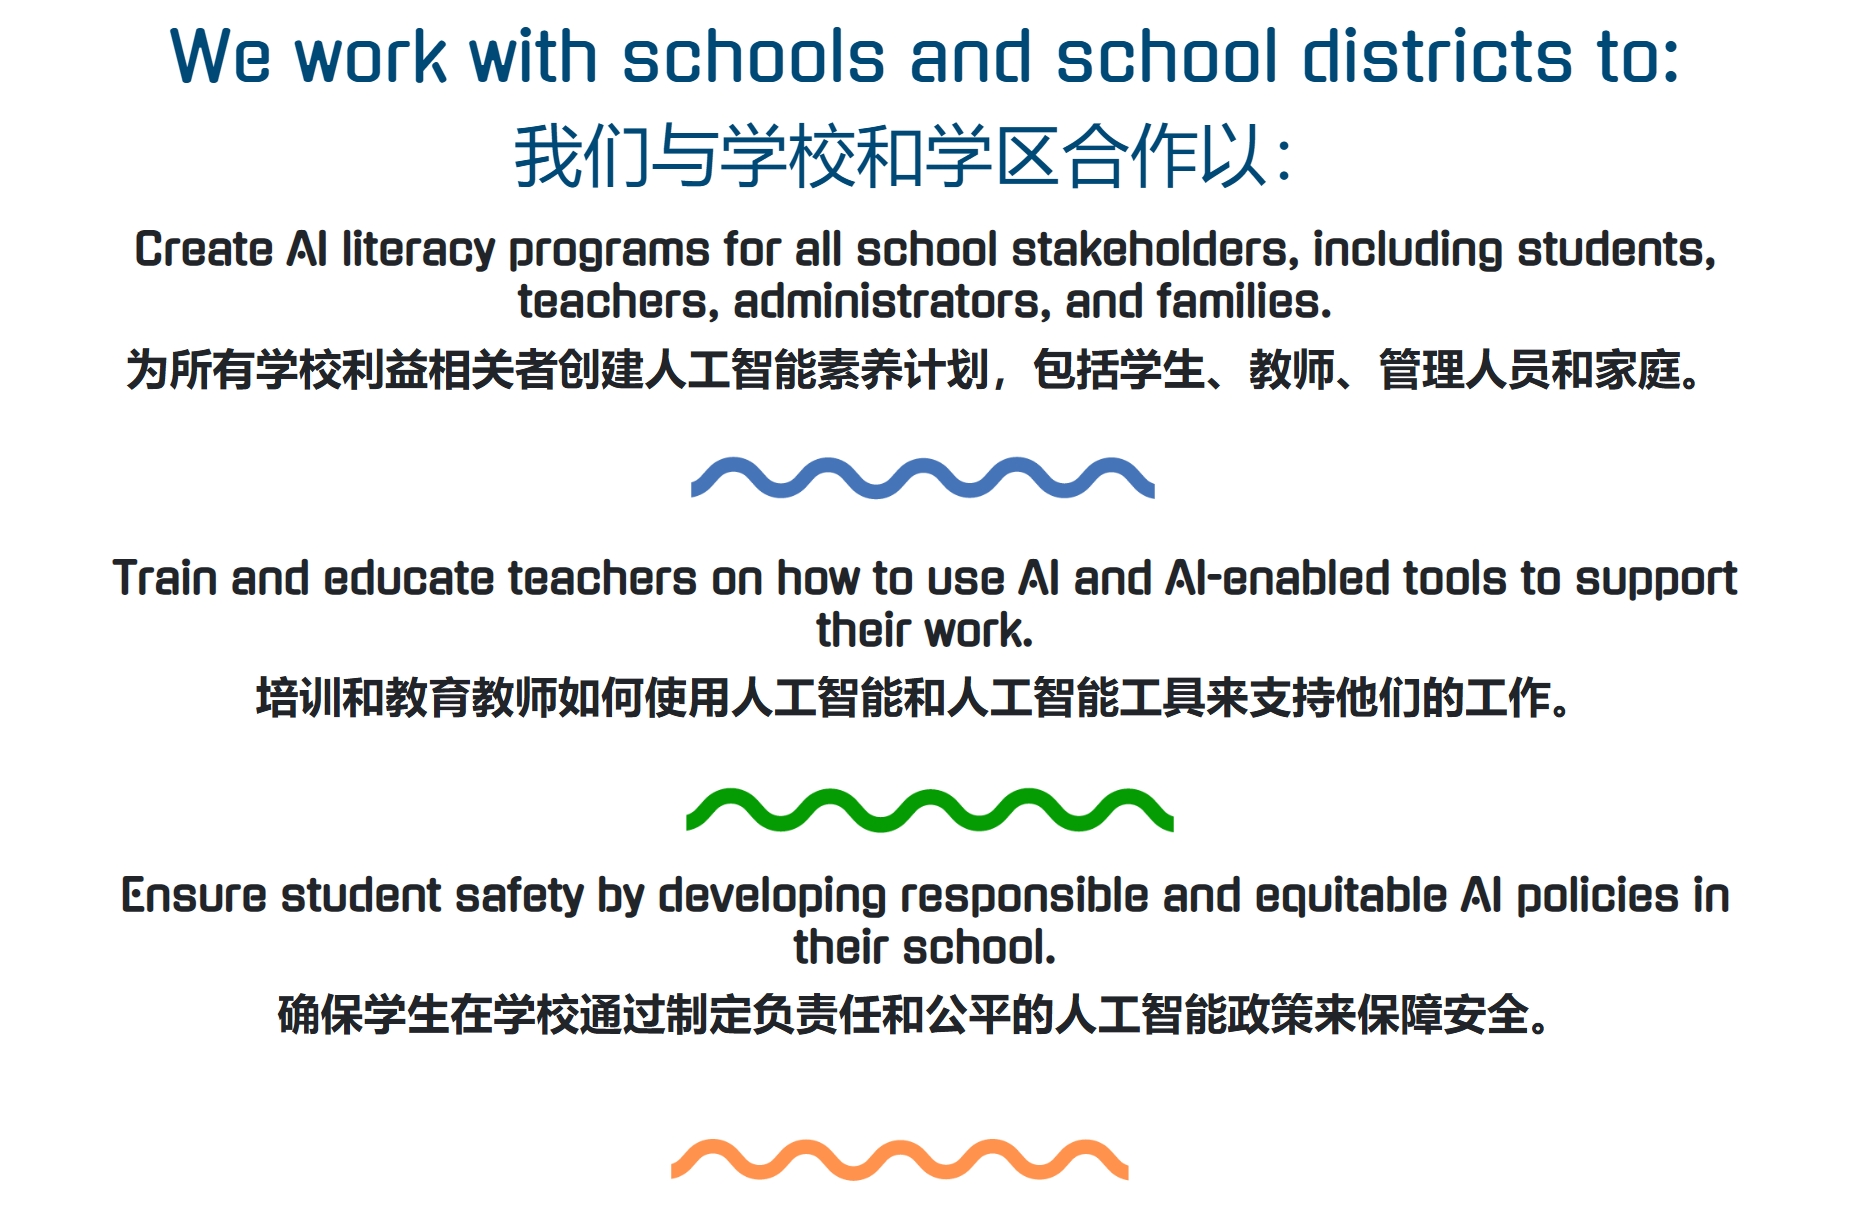 We work with schools and school districts to:
我们与学校和学区合作以：
Create AI literacy programs for all school stakeholders, including students,
teachers, administrators, and families.
为所有学校利益相关者创建人工智能素养计划，包括学生、教师、管理人员和家庭。
Train and educate teachers on how to use AI and AI-enabled tools to support
their work.
培训和教育教师如何使用人工智能和人工智能工具来支持他们的工作。
Ensure student safety by developing responsible and equitable AI policies in
their school.
确保学生在学校通过制定负责任和公平的人工智能政策来保障安全。